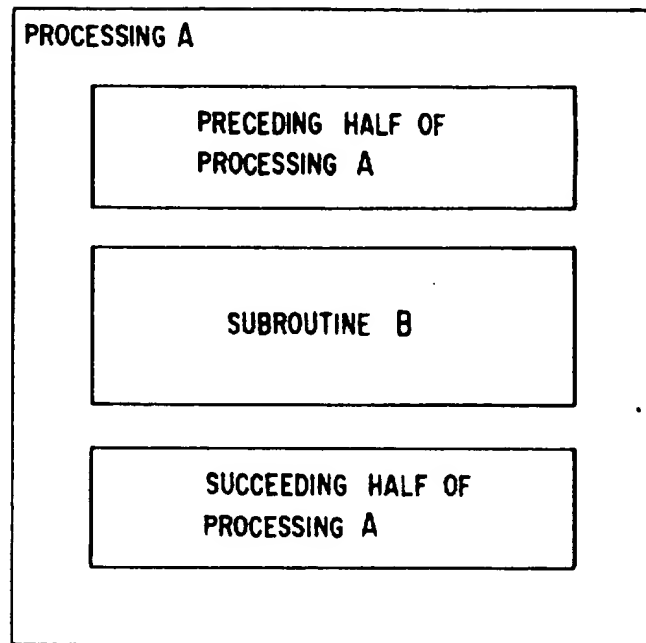 PROCESSING A
PRECEDING HALF OF
PROCESSING A
SUBROUTINE B
SUCCEEDING HALF OF
PROCESSING A